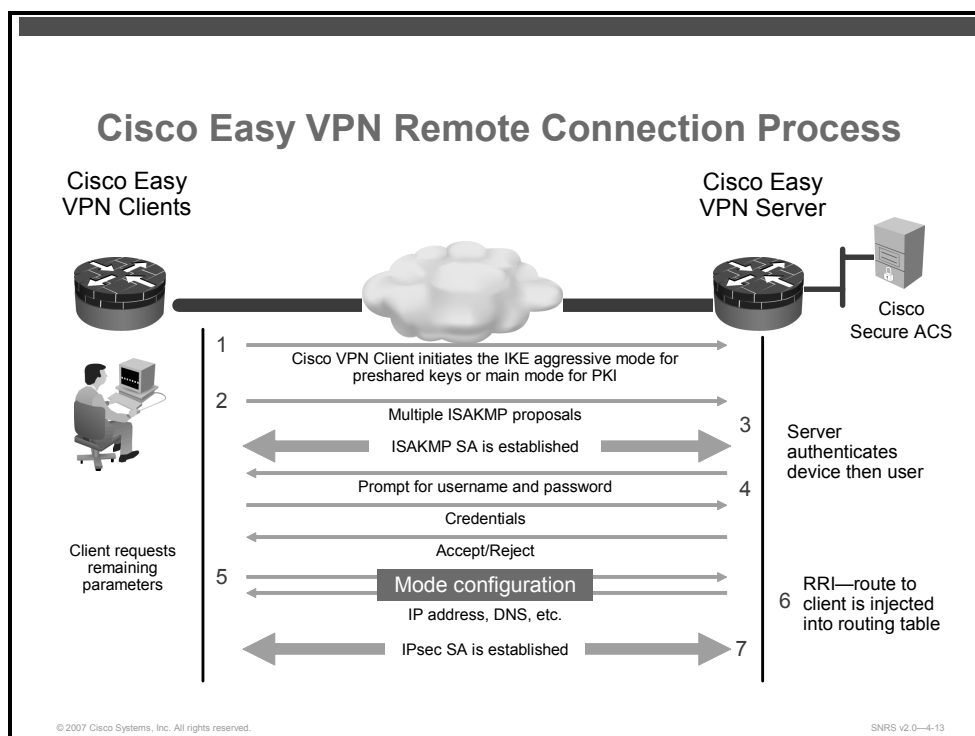 Cisco Easy VPN Remote Connection Process
Cisco Easy
VPN Clients
Cisco Easy
VPN Server
Cisco
Secure ACS
1
Cisco VPN Client initiates the IKE aggressive mode for
preshared keys or main mode for PKI
2
Multiple ISAKMP proposals
3
ISAKMP SA is established
Server
authenticates
device then user
Prompt for username and password
4
Credentials
Accept/Reject
Client requests
remaining
parameters
5
Mode configuration
IP address, DNS, etc.
6
RRI—route to
client is injected
into routing table
IPsec SA is established
7
© 2007 Cisco Systems, Inc. All rights reserved.
SNRS v2.0—4-13